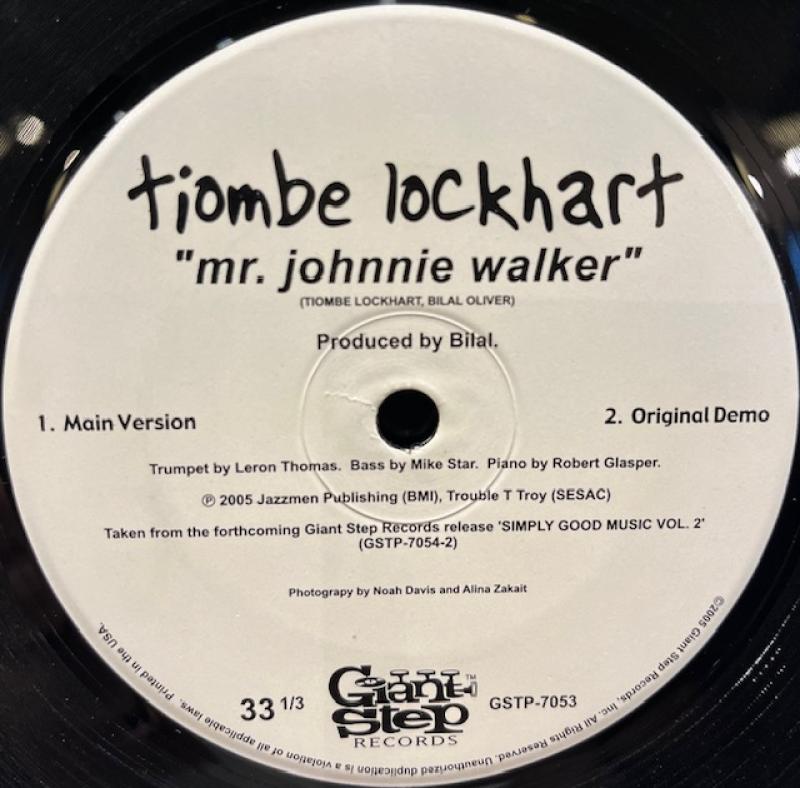 tiombe lockhart
"mr. johnnie walker"
(TIOMBE LOCKHART, BILAL OLIVER)
Produced by Bilal.
1. Main Version
2. Original Demo
Trumpet by Leron Thomas. Bass by Mike Star. Piano by Robert Glasper.
℗ 2005 Jazzmen Publishing (BMI), Trouble T Troy (SESAC)
Taken from the forthcoming Giant Step Records release 'SIMPLY GOOD MUSIC VOL. 2'
(GSTP-7054-2)
Photograpy by Noah Davis and Alina Zakait
33 1/3
Giant Step™
RECORDS
GSTP-7053
©2005 Giant Step Records, Inc. All Rights Reserved. Unauthorized duplication is a violation of all applicable laws. Printed in the USA.